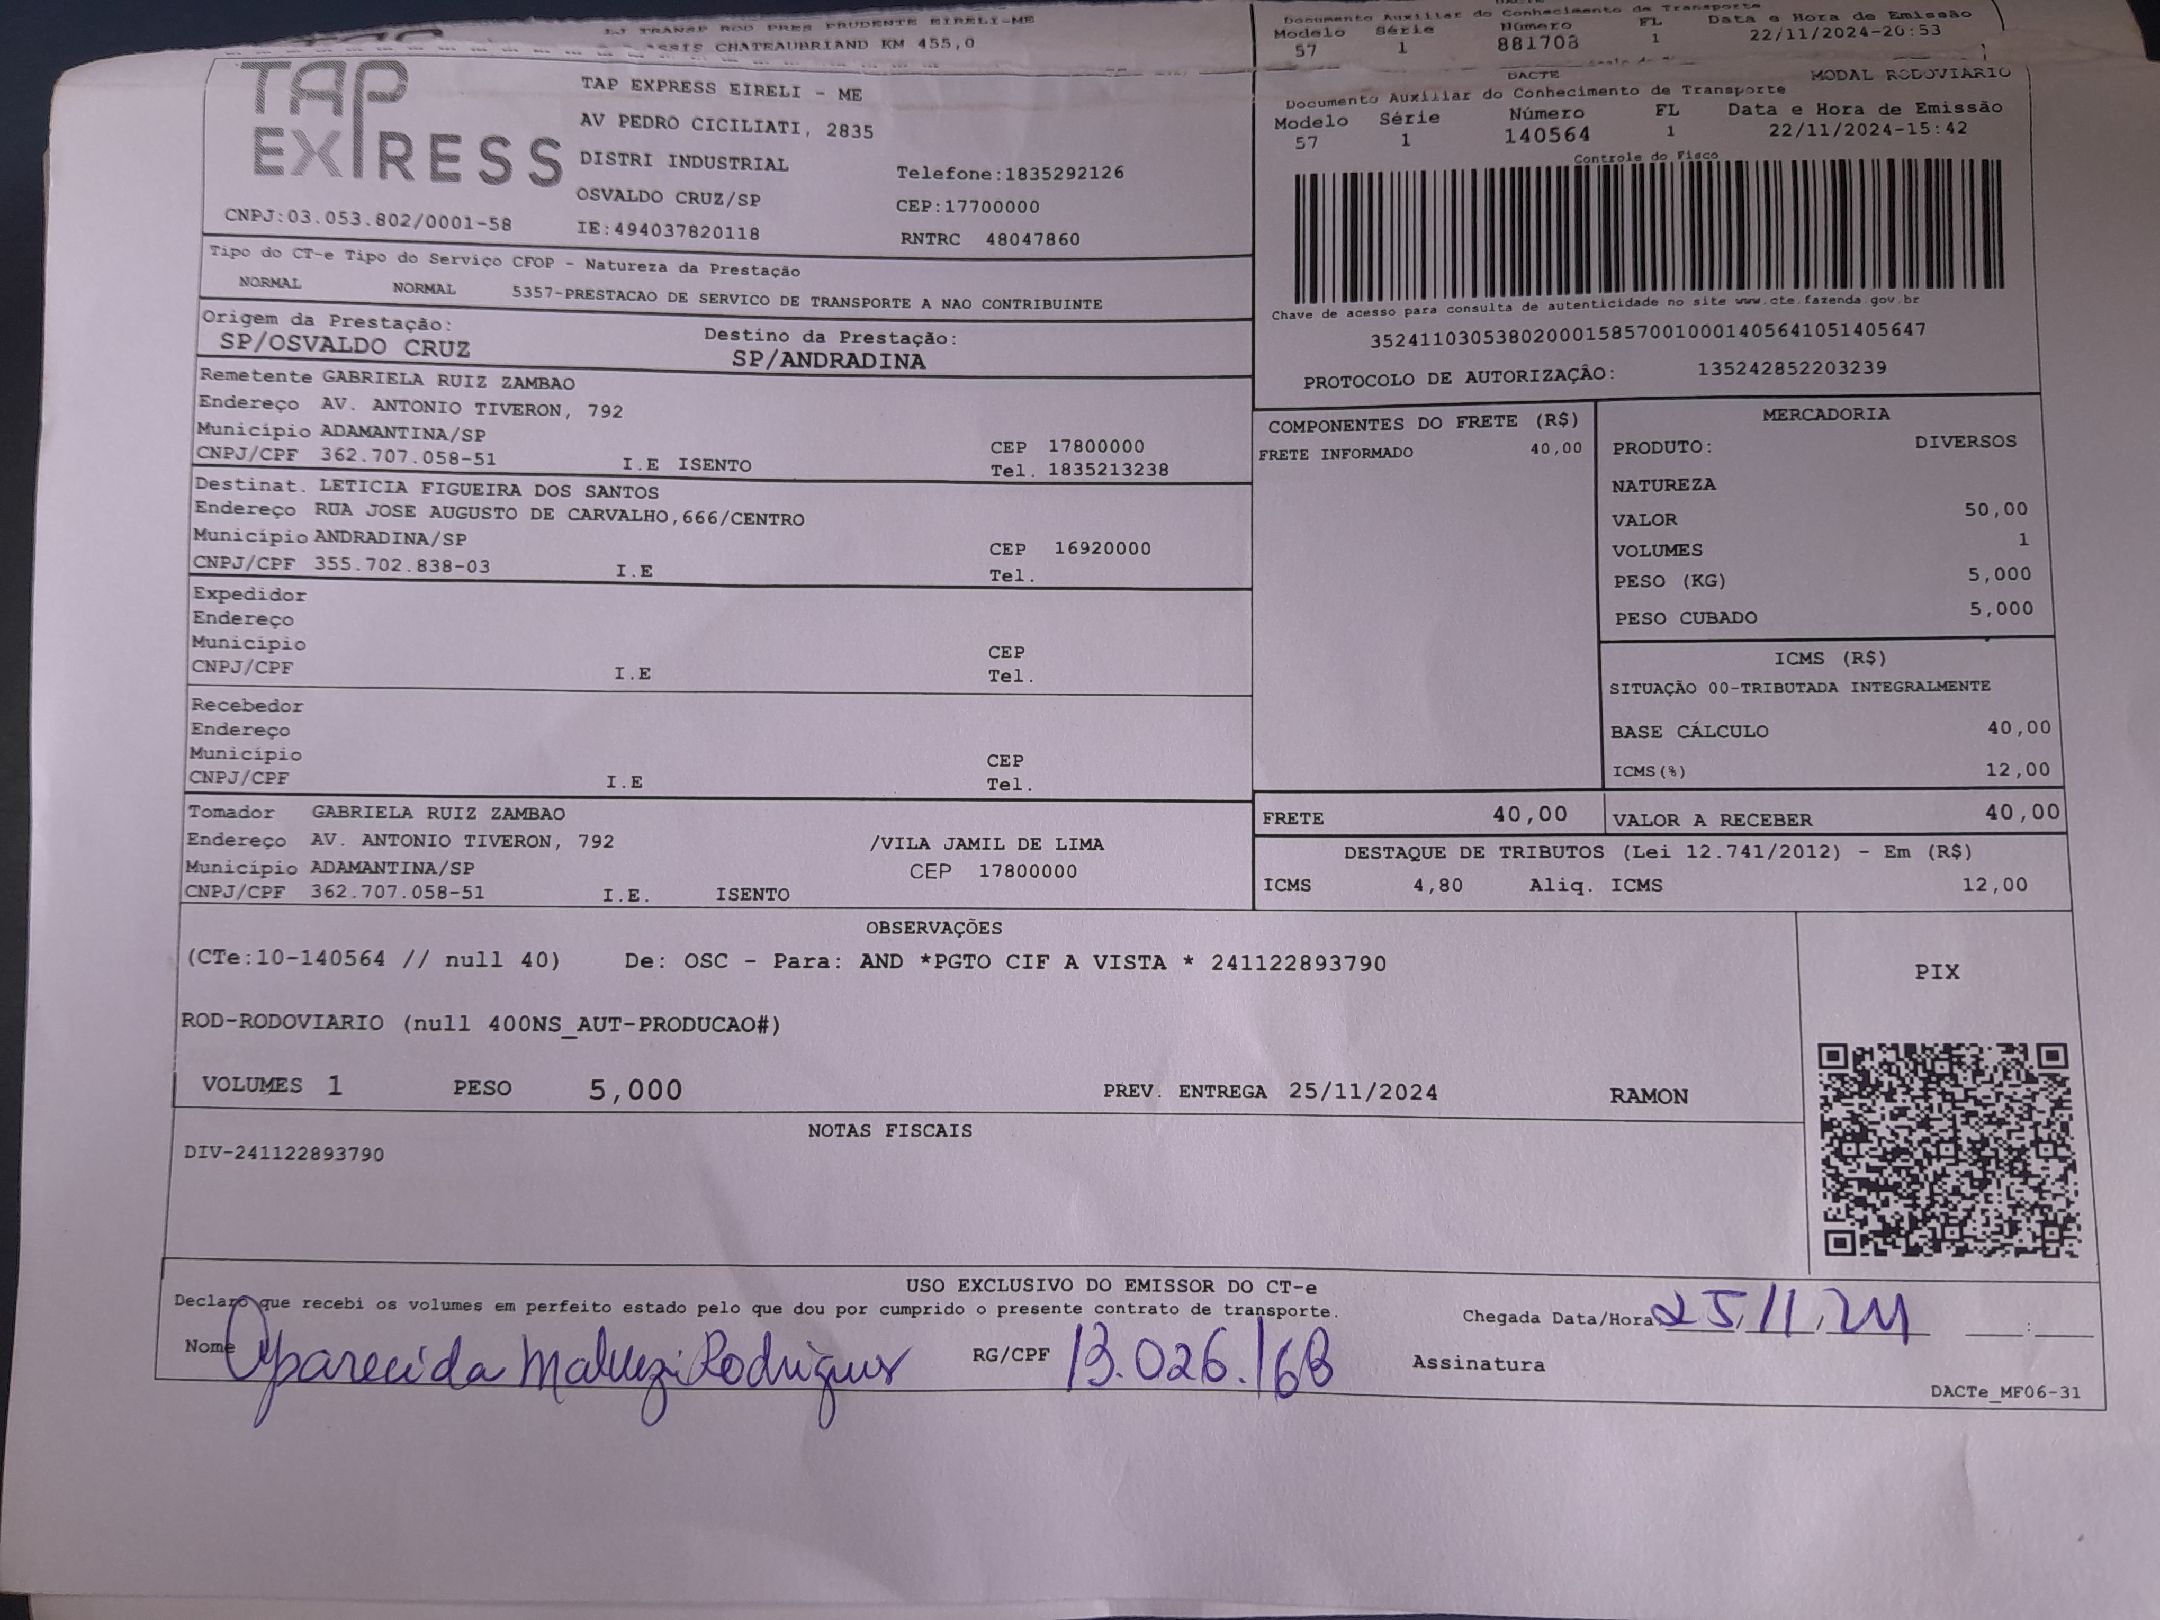 TRANSP ROD PRES PRUDENTE EIRELI-ME
ASSIS CHATEAUBRIAND KM 455,0
Documento Auxiliar do Conhecimento de Transporte
Modelo Série Número FL Data e Hora de Emissão
57 1 881708 1 22/11/2024-20:53
TAP EXPRESS
TAP EXPRESS EIRELI - ME
AV PEDRO CICILIATI, 2835
DISTRI INDUSTRIAL
Telefone:1835292126
OSVALDO CRUZ/SP
CEP:17700000
CNPJ:03.053.802/0001-58
IE:494037820118
RNTRC 48047860
DACTE MODAL RODOVIARIO
Documento Auxiliar do Conhecimento de Transporte
Modelo Série Número FL Data e Hora de Emissão
57 1 140564 1 22/11/2024-15:42
Controle do Fisco
Chave de acesso para consulta de autenticidade no site www.cte.fazenda.gov.br
35241103053802000158570010001405641051405647
PROTOCOLO DE AUTORIZAÇÃO: 135242852203239
Tipo do CT-e Tipo do Serviço CFOP - Natureza da Prestação
NORMAL NORMAL 5357-PRESTACAO DE SERVICO DE TRANSPORTE A NAO CONTRIBUINTE
Origem da Prestação: Destino da Prestação:
SP/OSVALDO CRUZ SP/ANDRADINA
Remetente GABRIELA RUIZ ZAMBAO
Endereço AV. ANTONIO TIVERON, 792
Município ADAMANTINA/SP CEP 17800000
CNPJ/CPF 362.707.058-51 I.E ISENTO Tel. 1835213238
Destinat. LETICIA FIGUEIRA DOS SANTOS
Endereço RUA JOSE AUGUSTO DE CARVALHO,666/CENTRO
Município ANDRADINA/SP CEP 16920000
CNPJ/CPF 355.702.838-03 I.E Tel.
Expedidor
Endereço
Município CEP
CNPJ/CPF I.E Tel.
Recebedor
Endereço
Município CEP
CNPJ/CPF I.E Tel.
Tomador GABRIELA RUIZ ZAMBAO
Endereço AV. ANTONIO TIVERON, 792 /VILA JAMIL DE LIMA
Município ADAMANTINA/SP CEP 17800000
CNPJ/CPF 362.707.058-51 I.E. ISENTO
COMPONENTES DO FRETE (R$)
FRETE INFORMADO 40,00
MERCADORIA
PRODUTO: DIVERSOS
NATUREZA
VALOR 50,00
VOLUMES 1
PESO (KG) 5,000
PESO CUBADO 5,000
ICMS (R$)
SITUAÇÃO 00-TRIBUTADA INTEGRALMENTE
BASE CÁLCULO 40,00
ICMS(%) 12,00
FRETE 40,00 VALOR A RECEBER 40,00
DESTAQUE DE TRIBUTOS (Lei 12.741/2012) - Em (R$)
ICMS 4,80 Aliq. ICMS 12,00
OBSERVAÇÕES
(CTe:10-140564 // null 40) De: OSC - Para: AND *PGTO CIF A VISTA * 241122893790
PIX
ROD-RODOVIARIO (null 400NS_AUT-PRODUCAO#)
VOLUMES 1 PESO 5,000 PREV. ENTREGA 25/11/2024 RAMON
NOTAS FISCAIS
DIV-241122893790
USO EXCLUSIVO DO EMISSOR DO CT-e
Declaro que recebi os volumes em perfeito estado pelo que dou por cumprido o presente contrato de transporte.
Chegada Data/Hora 25/11/24 :
Nome Aparecida Rodrigues RG/CPF 13.026.168 Assinatura
DACTe_MF06-31